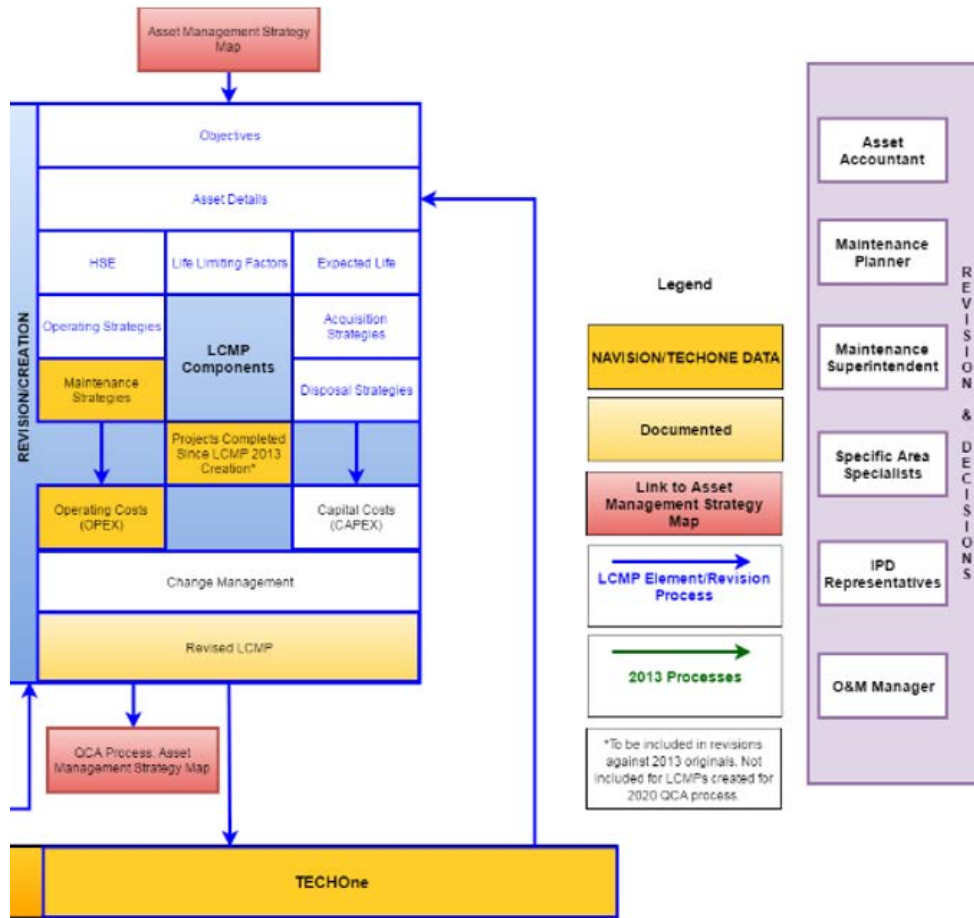 Asset Management Strategy
Map
Objectives
Asset Details
HSE
Life Limiting Factors
Expected Life
Operating Strategies
LCMP
Components
Acquisition
Strategies
Maintenance
Strategies
Disposal Strategies
Projects Completed
Since LCMP 2013
Creation*
Operating Costs
(OPEX)
Capital Costs
(CAPEX)
Change Management
Revised LCMP
REVISION/CREATION
QCA Process: Asset
Management Strategy Map
TECHOne
Legend
NAVISION/TECHONE DATA
Documented
Link to Asset
Management Strategy
Map
LCMP Element/Revision
Process
2013 Processes
*To be included in revisions
against 2013 originals. Not
included for LCMPs created for
2020 QCA process.
Asset
Accountant
Maintenance
Planner
Maintenance
Superintendent
Specific Area
Specialists
IPD
Representatives
O&M Manager
REVISION & DECISIONS